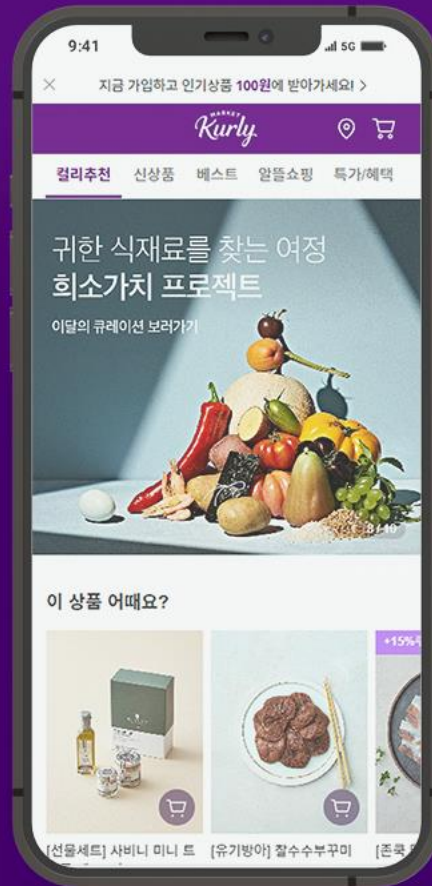 9:41
5G
지금 가입하고 인기상품 100원에 받아가세요! >
MARKET
Kurly
컬리추천 신상품 베스트 알뜰쇼핑 특가/혜택
귀한 식재료를 찾는 여정
희소가치 프로젝트
이달의 큐레이션 보러가기
이 상품 어때요?
+15%
[선물세트] 사비니 미니 트
[유기방아] 찰수수부꾸미
[존쿡